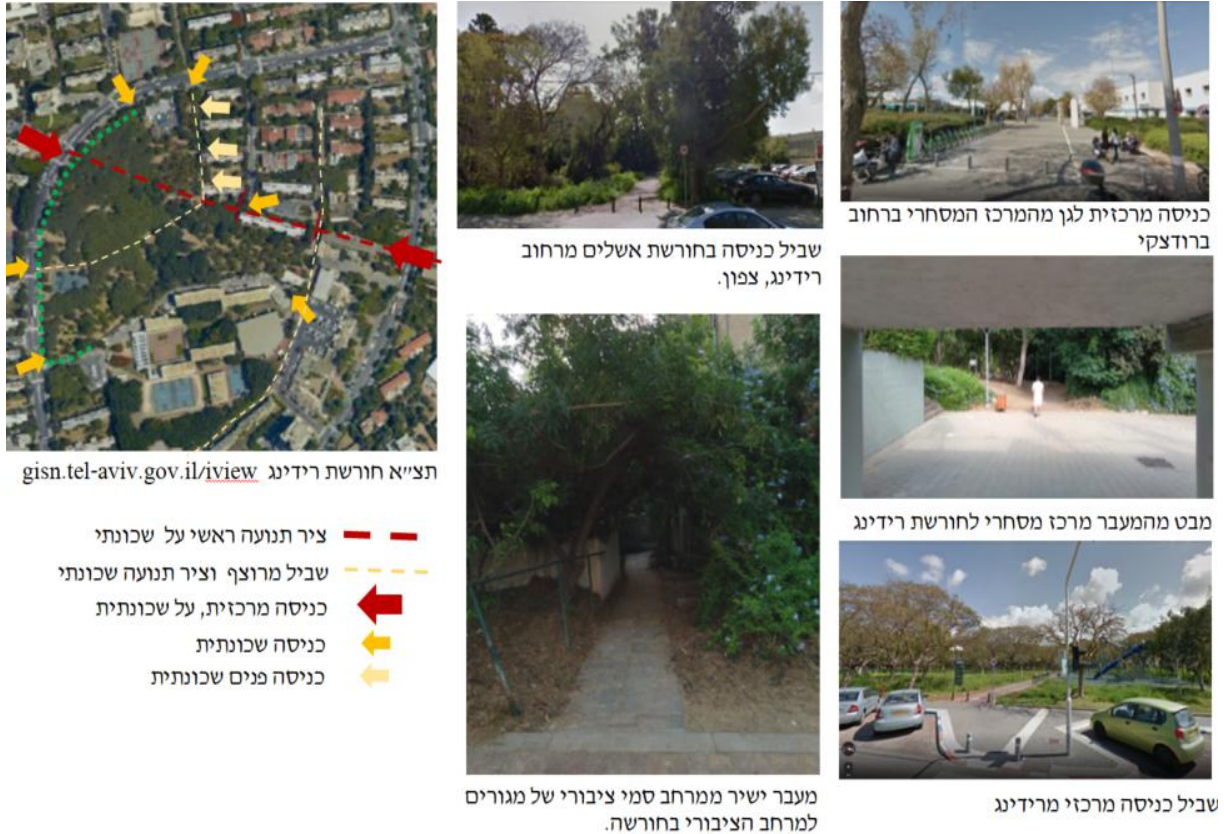 כניסה מרכזית לגן מהמרכז המסחרי ברחוב
ברודצקי
שביל כניסה בחורשת אשלים מרחוב
רידינג, צפון.
תצ״א חורשת רידינג gisn.tel-aviv.gov.il/iview
מבט מהמעבר מרכז מסחרי לחורשת רידינג
ציר תנועה ראשי על שכונתי
שביל מרוצף וציר תנועה שכונתי
כניסה מרכזית, על שכונתית
כניסה שכונתית
כניסה פנים שכונתית
מעבר ישיר ממרחב סמי ציבורי של מגורים
למרחב הציבורי בחורשה.
שביל כניסה מרכזי מרידינג